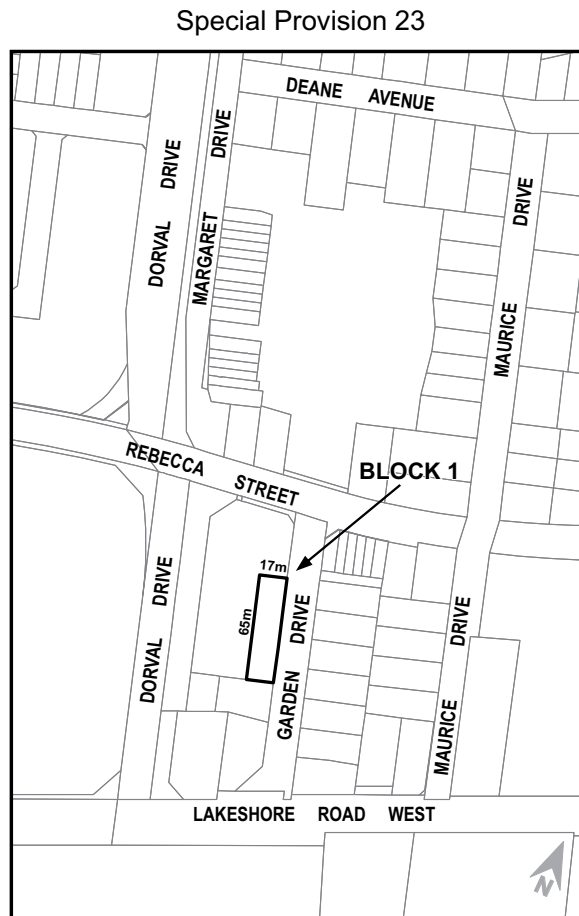 Special Provision 23
DEANE AVENUE
DORVAL DRIVE
MARGARET DRIVE
MAURICE DRIVE
REBECCA STREET
BLOCK 1
17m
65m
DORVAL DRIVE
GARDEN DRIVE
MAURICE DRIVE
LAKESHORE ROAD WEST
N